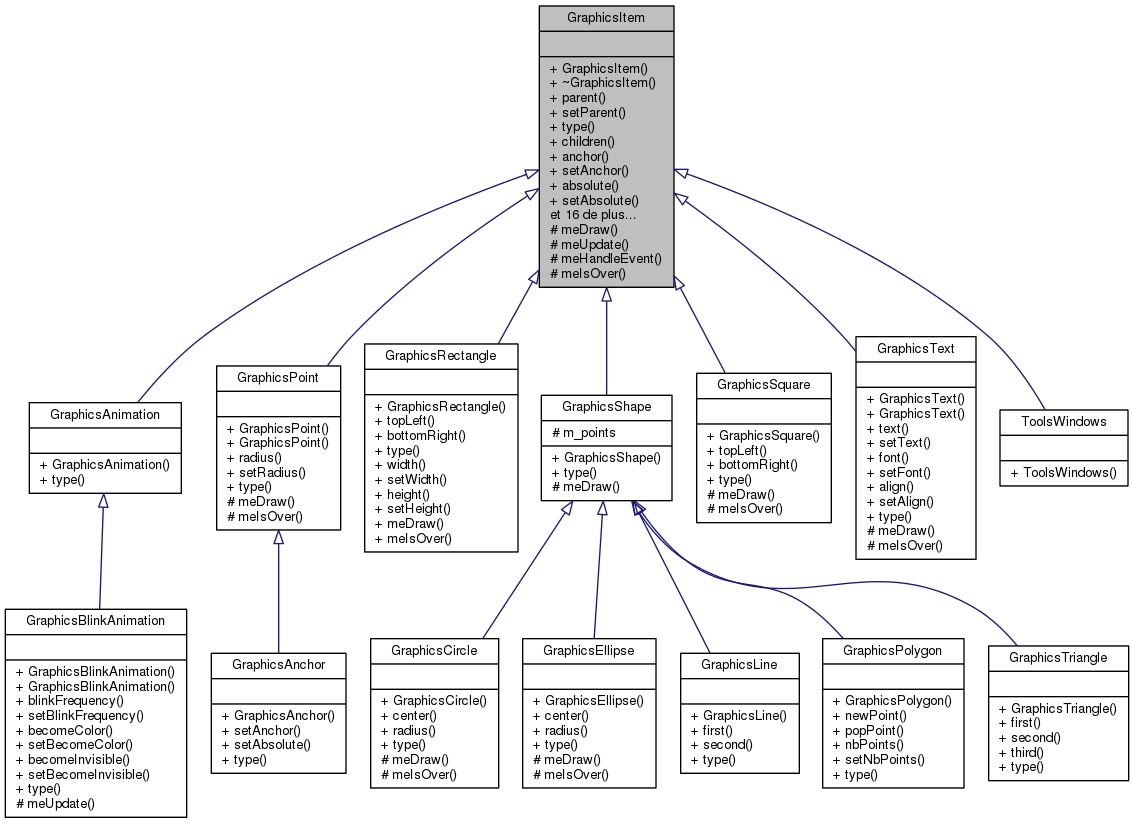 GraphicsItem
+ GraphicsItem()
+ ~GraphicsItem()
+ parent()
+ setParent()
+ type()
+ children()
+ anchor()
+ setAnchor()
+ absolute()
+ setAbsolute()
et 16 de plus...
# meDraw()
# meUpdate()
# meHandleEvent()
# meIsOver()
GraphicsAnimation
+ GraphicsAnimation()
+ type()
GraphicsPoint
+ GraphicsPoint()
+ GraphicsPoint()
+ radius()
+ setRadius()
+ type()
# meDraw()
# meIsOver()
GraphicsRectangle
+ GraphicsRectangle()
+ topLeft()
+ bottomRight()
+ type()
+ width()
+ setWidth()
+ height()
+ setHeight()
+ meDraw()
+ meIsOver()
GraphicsShape
# m_points
+ GraphicsShape()
+ type()
# meDraw()
GraphicsSquare
+ GraphicsSquare()
+ topLeft()
+ bottomRight()
+ type()
# meDraw()
# meIsOver()
GraphicsText
+ GraphicsText()
+ GraphicsText()
+ text()
+ setText()
+ font()
+ setFont()
+ align()
+ setAlign()
+ type()
# meDraw()
# meIsOver()
ToolsWindows
+ ToolsWindows()
GraphicsBlinkAnimation
+ GraphicsBlinkAnimation()
+ GraphicsBlinkAnimation()
+ blinkFrequency()
+ setBlinkFrequency()
+ becomeColor()
+ setBecomeColor()
+ becomeInvisible()
+ setBecomeInvisible()
+ type()
# meUpdate()
GraphicsAnchor
+ GraphicsAnchor()
+ setAnchor()
+ setAbsolute()
+ type()
GraphicsCircle
+ GraphicsCircle()
+ center()
+ radius()
+ type()
# meDraw()
# meIsOver()
GraphicsEllipse
+ GraphicsEllipse()
+ center()
+ radius()
+ type()
# meDraw()
# meIsOver()
GraphicsLine
+ GraphicsLine()
+ first()
+ second()
+ type()
GraphicsPolygon
+ GraphicsPolygon()
+ newPoint()
+ popPoint()
+ nbPoints()
+ setNbPoints()
+ type()
GraphicsTriangle
+ GraphicsTriangle()
+ first()
+ second()
+ third()
+ type()